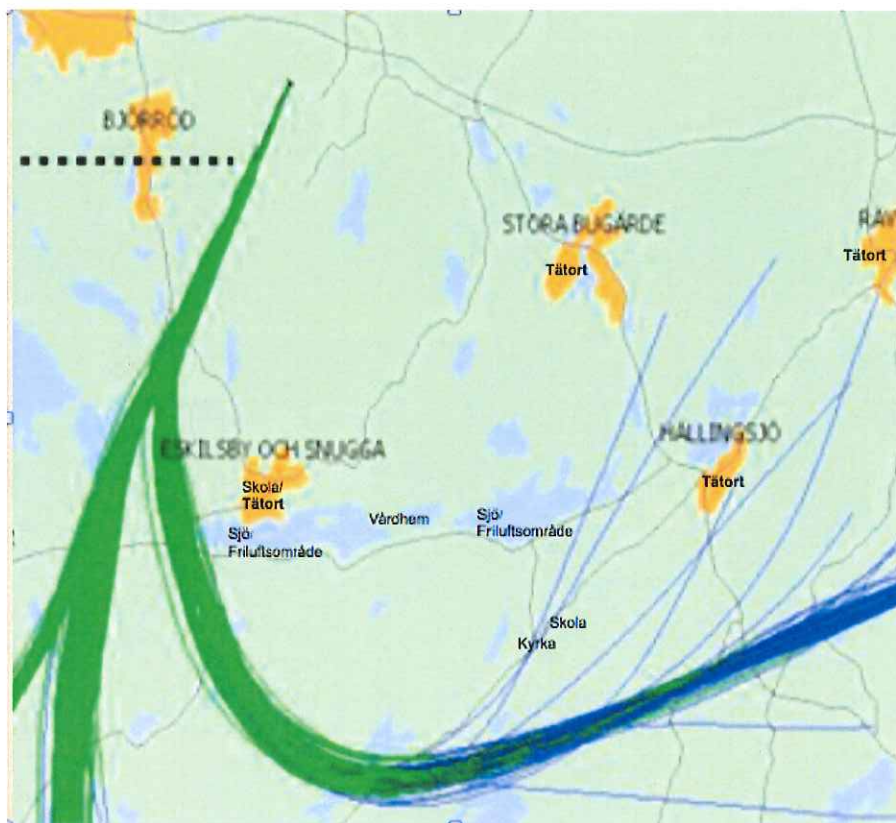 BJÖRRÖD
STORA BUGÄRDE
Tätort
RÄV
Tätort
ESKILSBY OCH SNUGGA
Skola/
Tätort
HÄLLINGSJÖ
Tätort
Vårdhem
Sjö/
Friluftsområde
Sjö/
Friluftsområde
Skola
Kyrka